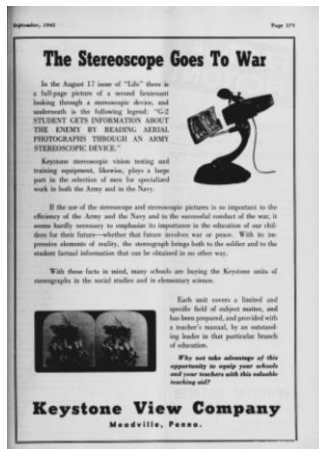 September, 1942
Page 275
The Stereoscope Goes To War
In the August 17 issue of "Life" there is
a full-page picture of a second lieutenant
looking through a stereoscopic device, and
underneath is the following legend: "G-2
STUDENT GETS INFORMATION ABOUT
THE ENEMY BY READING AERIAL
PHOTOGRAPHS THROUGH AN ARMY
STEREOSCOPIC DEVICE."
Keystone stereoscopic vision testing and
training equipment, likewise, plays a large
part in the selection of men for specialized
work in both the Army and in the Navy.
If the use of the stereoscope and stereoscopic pictures is so important to the
efficiency of the Army and the Navy and to the successful conduct of the war, it
seems hardly necessary to emphasize its importance in the education of our chil-
dren for their future—whether that future involves war or peace. With its im-
pressive elements of reality, the stereograph brings both to the soldier and to the
student factual information that can be obtained in no other way.
With these facts in mind, many schools are buying the Keystone units of
stereographs in the social studies and in elementary science.
Each unit covers a limited and
specific field of subject matter, and
has been prepared, and provided with
a teacher's manual, by an outstand-
ing leader in that particular branch
of education.
Why not take advantage of this
opportunity to equip your schools
and your teachers with this valuable
teaching aid?
Keystone View Company
Meadville, Penna.